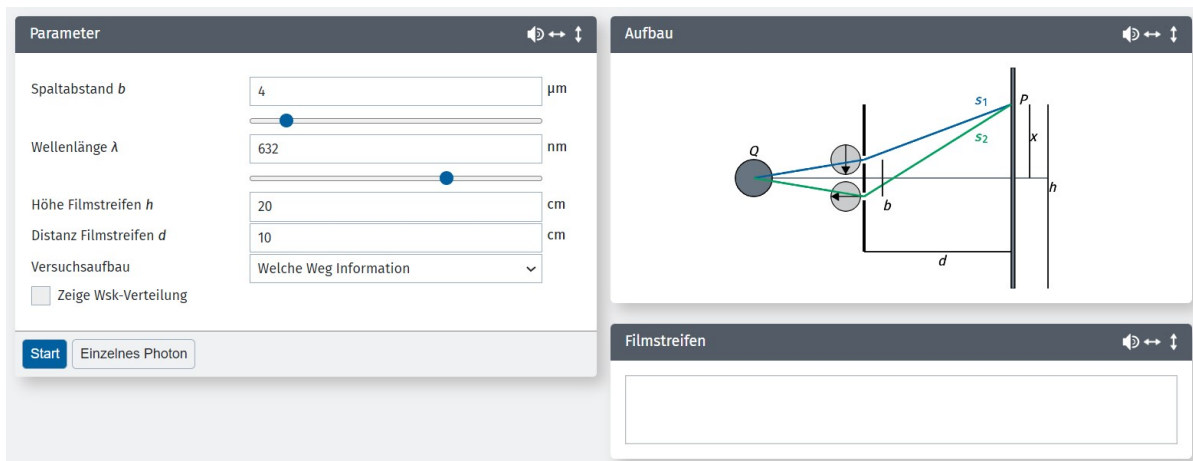 Parameter
Spaltabstand b
4
µm
Wellenlänge λ
632
nm
Höhe Filmstreifen h
20
cm
Distanz Filmstreifen d
10
cm
Versuchsaufbau
Welche Weg Information
Zeige Wsk-Verteilung
Start
Einzelnes Photon
Aufbau
s1
P
s2
x
Q
h
b
d
Filmstreifen